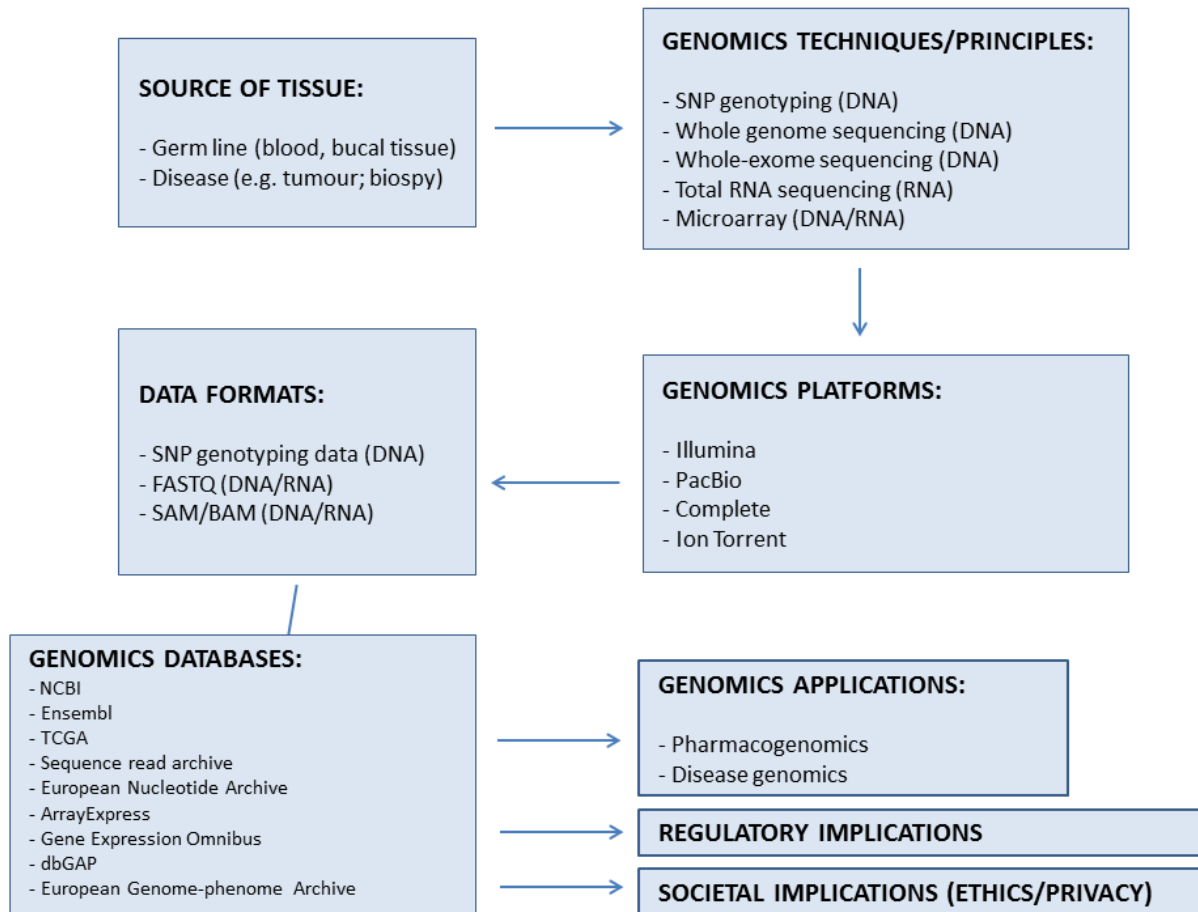 SOURCE OF TISSUE:
- Germ line (blood, bucal tissue)
- Disease (e.g. tumour; biospy)
GENOMICS TECHNIQUES/PRINCIPLES:
- SNP genotyping (DNA)
- Whole genome sequencing (DNA)
- Whole-exome sequencing (DNA)
- Total RNA sequencing (RNA)
- Microarray (DNA/RNA)
GENOMICS PLATFORMS:
- Illumina
- PacBio
- Complete
- Ion Torrent
DATA FORMATS:
- SNP genotyping data (DNA)
- FASTQ (DNA/RNA)
- SAM/BAM (DNA/RNA)
GENOMICS DATABASES:
- NCBI
- Ensembl
- TCGA
- Sequence read archive
- European Nucleotide Archive
- ArrayExpress
- Gene Expression Omnibus
- dbGAP
- European Genome-phenome Archive
GENOMICS APPLICATIONS:
- Pharmacogenomics
- Disease genomics
REGULATORY IMPLICATIONS
SOCIETAL IMPLICATIONS (ETHICS/PRIVACY)